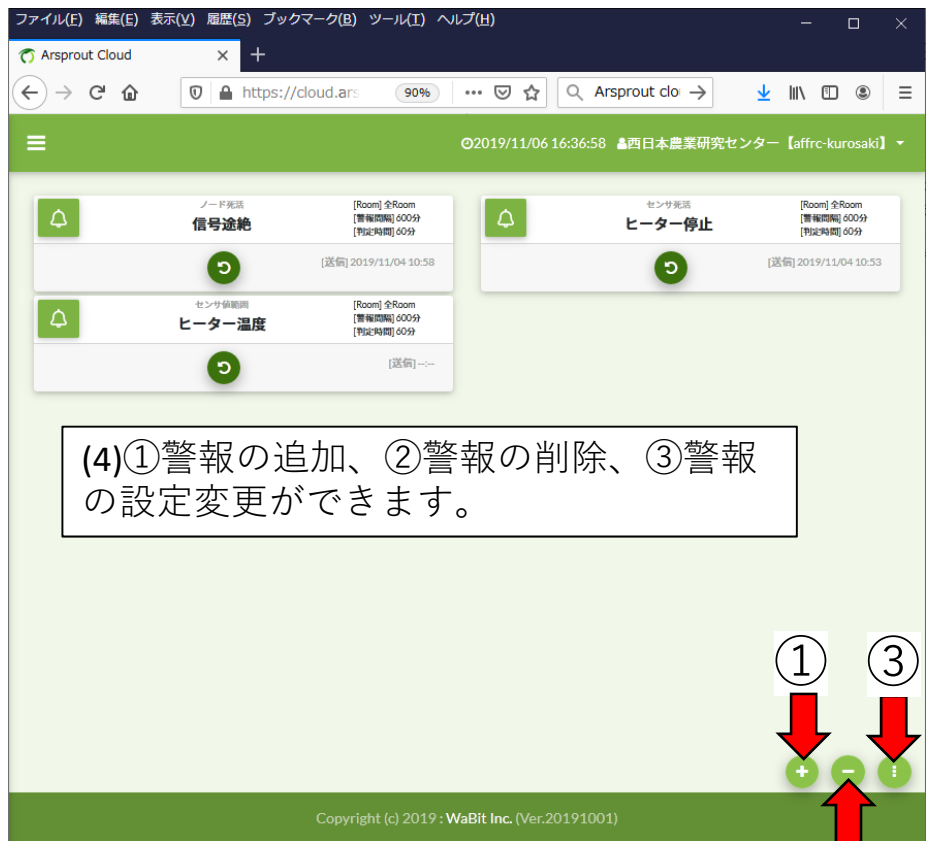 ファイル(F) 編集(E) 表示(V) 履歴(S) ブックマーク(B) ツール(T) ヘルプ(H)
Arsprout Cloud
https://cloud.ars
90%
Arsprout clo
2019/11/06 16:36:58 西日本農業研究センター【affrc-kurosaki】
ノード死活
信号途絶
[Room] 全Room
[警報間隔] 600分
[判定時間] 60分
[送信] 2019/11/04 10:58
センサ死活
ヒーター停止
[Room] 全Room
[警報間隔] 600分
[判定時間] 60分
[送信] 2019/11/04 10:53
センサ値範囲
ヒーター温度
[Room] 全Room
[警報間隔] 600分
[判定時間] 60分
[送信] --:--
(4)①警報の追加、②警報の削除、③警報
の設定変更ができます。
① ③
Copyright (c) 2019 : WaBit Inc. (Ver.20191001)